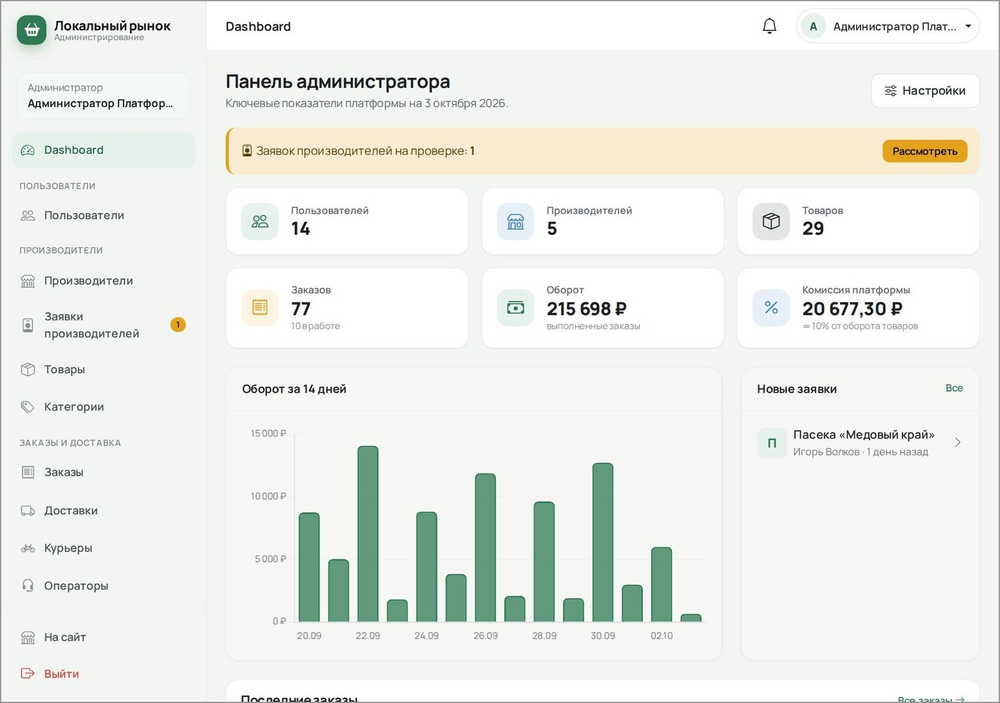 Локальный рынок
Администрирование
Администратор
Администратор Платфор...
Dashboard
ПОЛЬЗОВАТЕЛИ
Пользователи
ПРОИЗВОДИТЕЛИ
Производители
Заявки
производителей
1
Товары
Категории
ЗАКАЗЫ И ДОСТАВКА
Заказы
Доставки
Курьеры
Операторы
На сайт
Выйти
Dashboard
А
Администратор Плат...
Панель администратора
Ключевые показатели платформы на 3 октября 2026.
Настройки
Заявок производителей на проверке: 1
Рассмотреть
Пользователей
14
Производителей
5
Товаров
29
Заказов
77
10 в работе
Оборот
215 698 ₽
выполненные заказы
Комиссия платформы
20 677,30 ₽
≈ 10% от оборота товаров
Оборот за 14 дней
15 000 ₽
10 000 ₽
5 000 ₽
0 ₽
20.09 22.09 24.09 26.09 28.09 30.09 02.10
Новые заявки
Все
П
Пасека «Медовый край»
Игорь Волков · 1 день назад
Последние заказы
Все заказы →